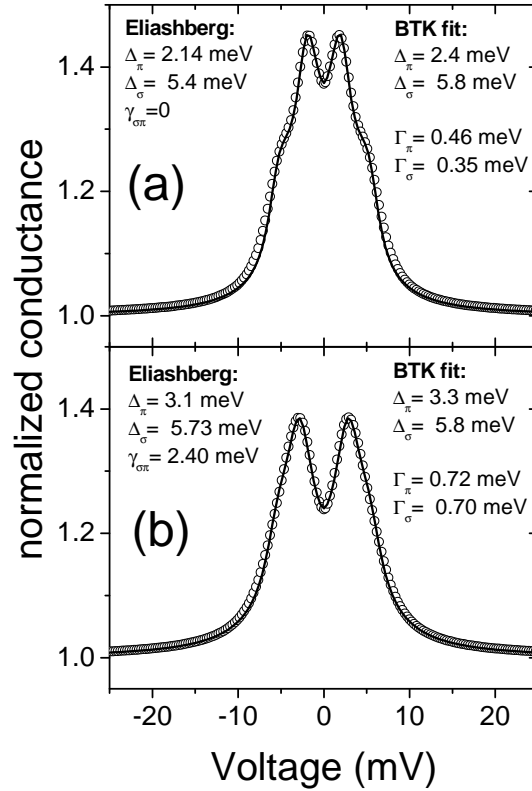 Eliashberg:
Δπ = 2.14 meV
Δσ = 5.4 meV
γσπ=0
BTK fit:
Δπ= 2.4 meV
Δσ= 5.8 meV
Γπ= 0.46 meV
Γσ= 0.35 meV
(a)
1.4
1.2
1.0
Eliashberg:
Δπ= 3.1 meV
Δσ= 5.73 meV
γσπ= 2.40 meV
BTK fit:
Δπ= 3.3 meV
Δσ= 5.8 meV
Γπ= 0.72 meV
Γσ= 0.70 meV
(b)
1.4
1.2
1.0
normalized conductance
-20 -10 0 10 20
Voltage (mV)